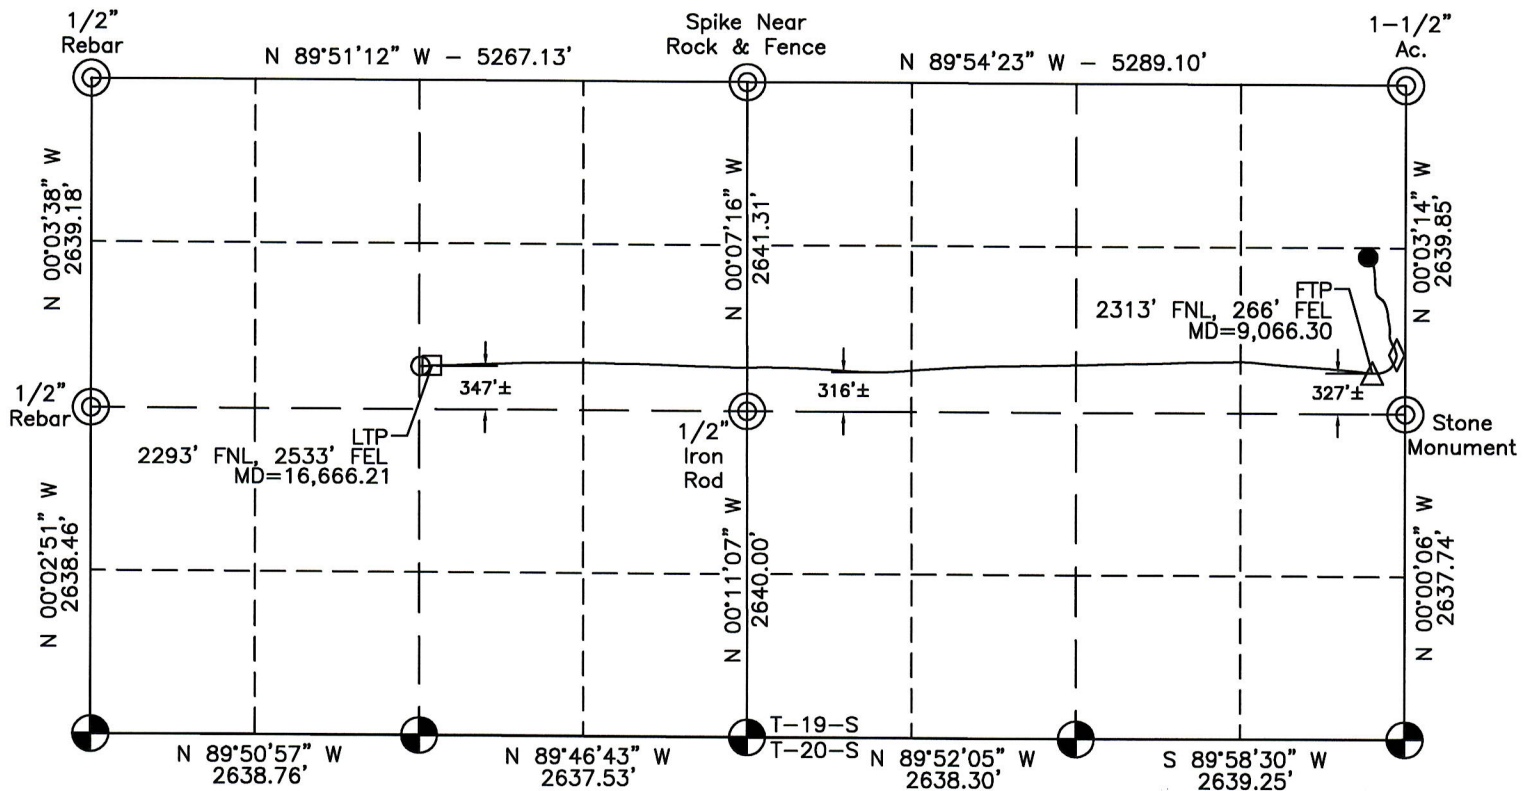 1/2"
Rebar
N 89°51'12" W – 5267.13'
Spike Near
Rock & Fence
N 89°54'23" W – 5289.10'
1–1/2"
Ac.
N 00°03'38" W
2639.18'
N 00°07'16" W
2641.31'
N 00°03'14" W
2639.85'
FTP
2313' FNL, 266' FEL
MD=9,066.30
347'±
316'±
327'±
1/2"
Rebar
LTP
2293' FNL, 2533' FEL
MD=16,666.21
1/2"
Iron
Rod
Stone
Monument
N 00°02'51" W
2638.46'
N 00°11'07" W
2640.00'
N 00°00'06" W
2637.74'
T–19–S
T–20–S
N 89°50'57" W
2638.76'
N 89°46'43" W
2637.53'
N 89°52'05" W
2638.30'
S 89°58'30" W
2639.25'